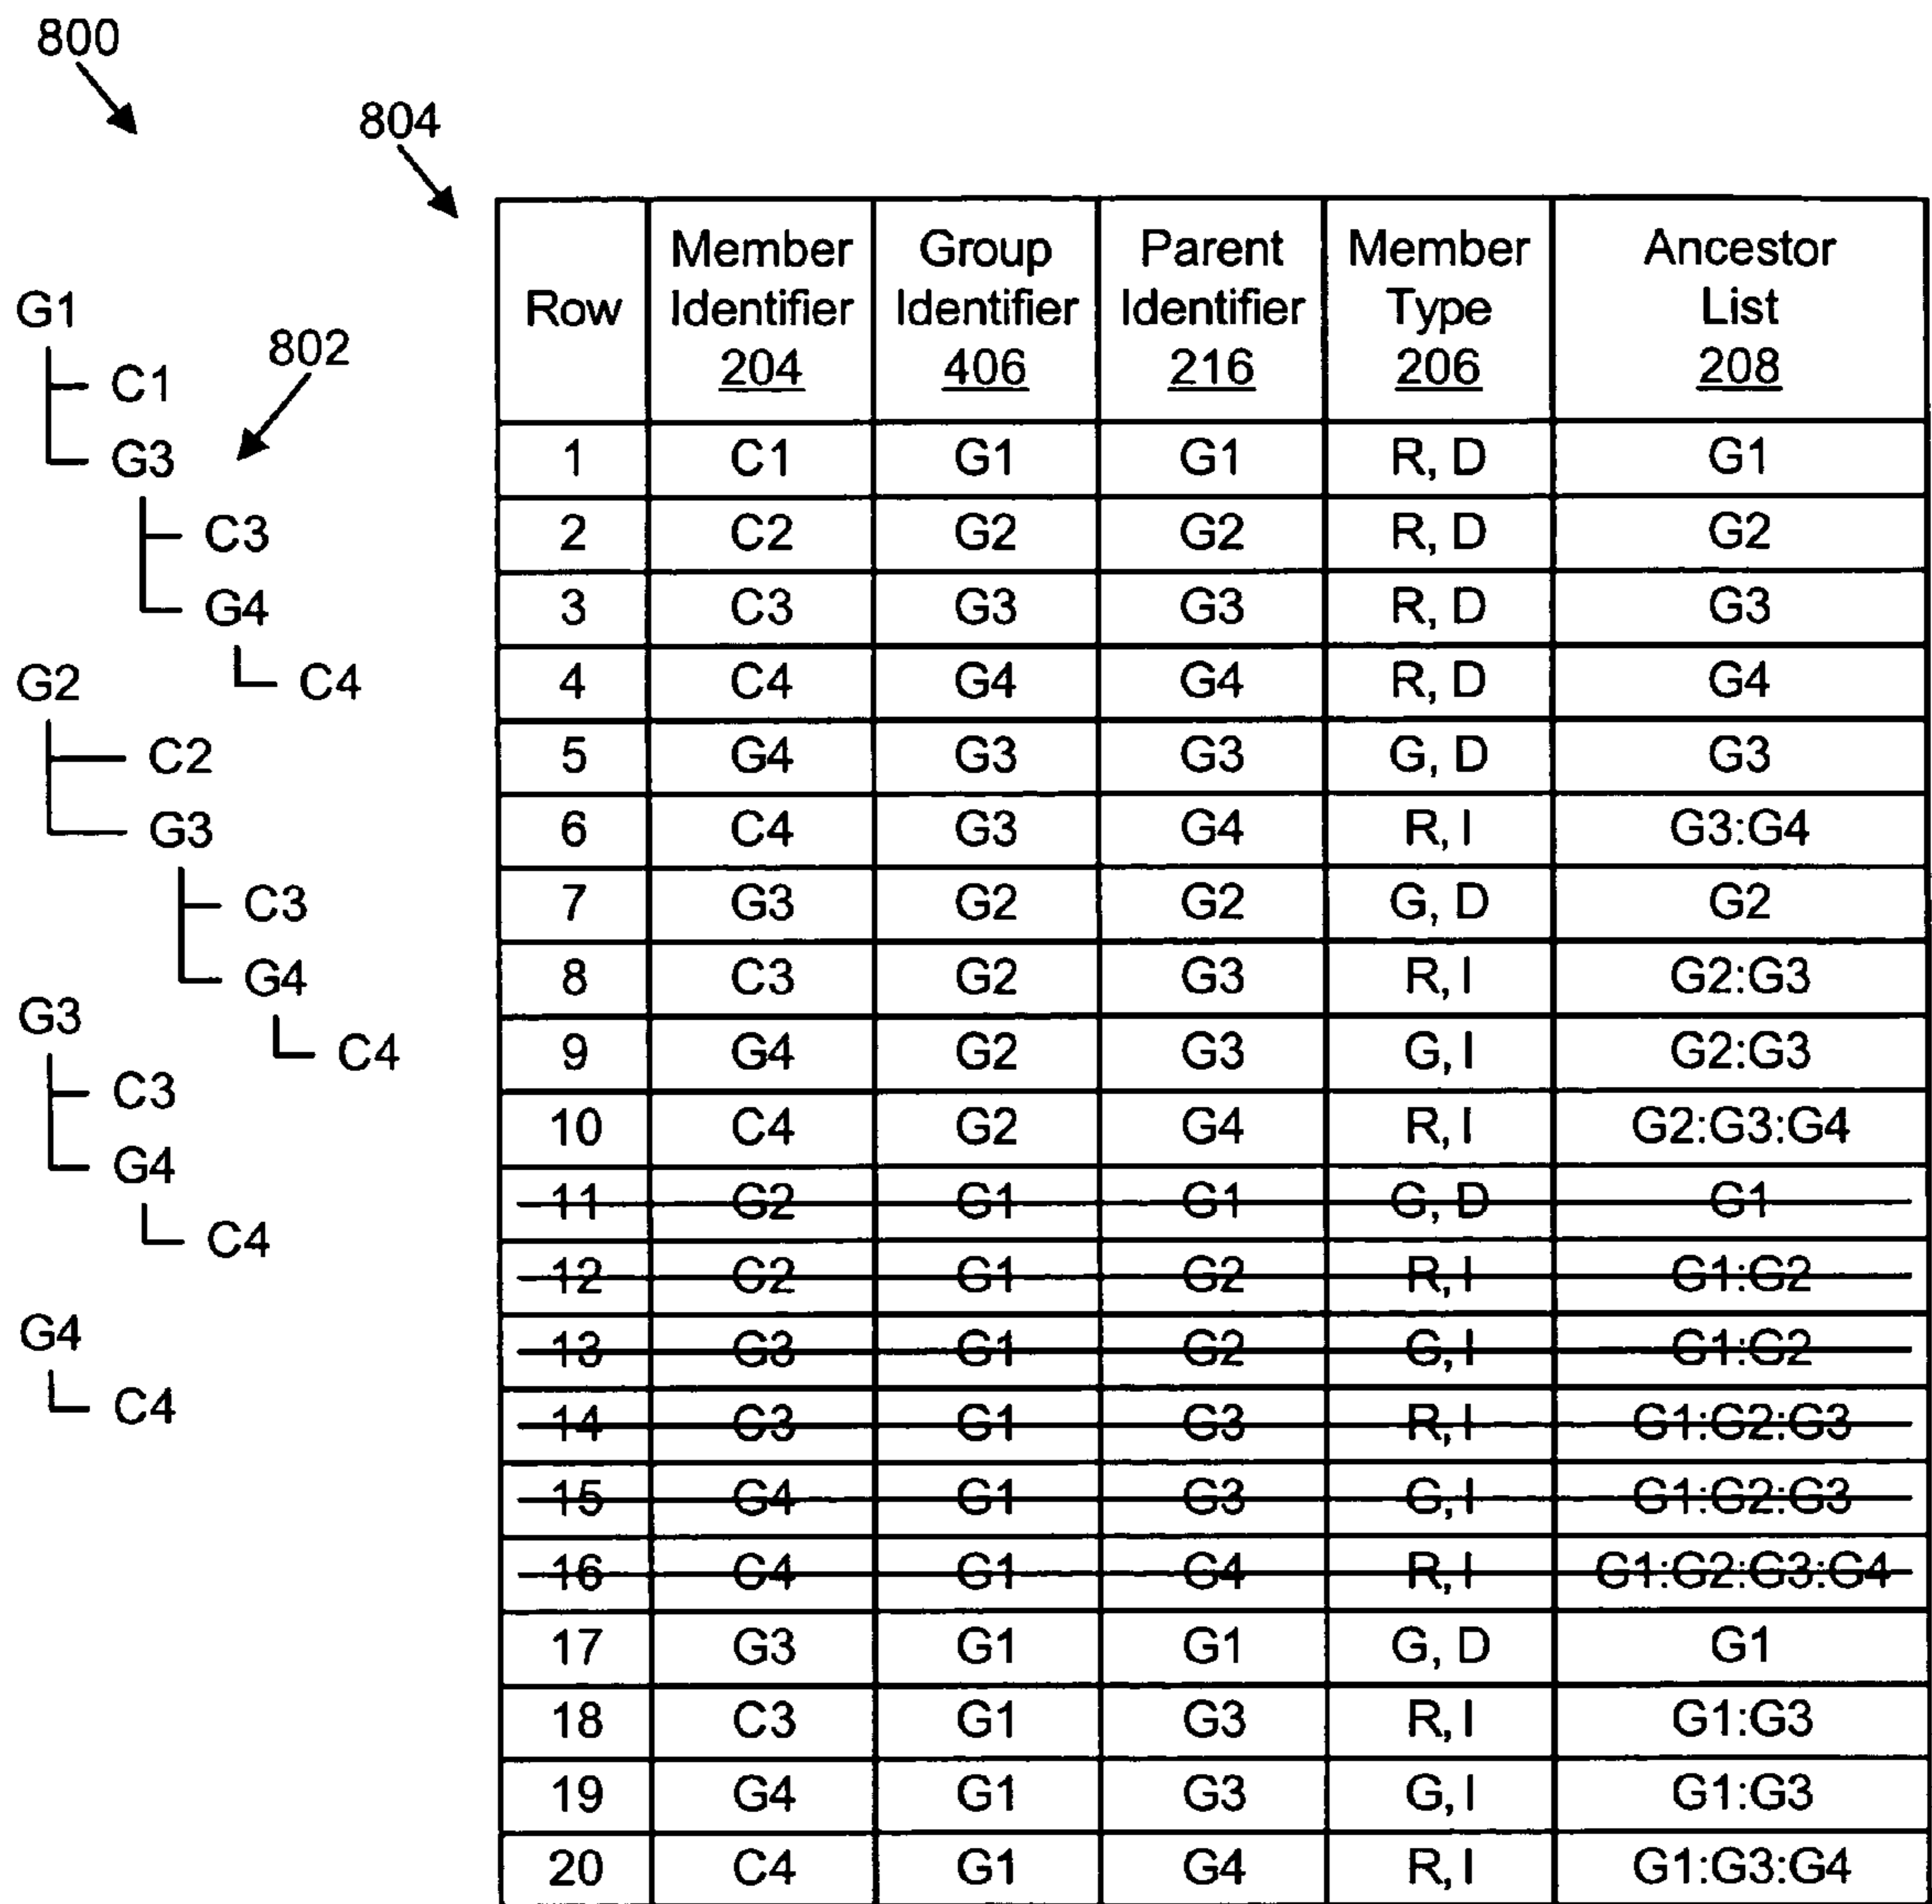 800
804
G1
C1
802
G3
C3
G4
C4
G2
C2
G3
C3
G4
C4
G3
C3
G4
C4
G4
C4
Row Member Identifier 204 Group Identifier 406 Parent Identifier 216 Member Type 206 Ancestor List 208
1 C1 G1 G1 R, D G1
2 C2 G2 G2 R, D G2
3 C3 G3 G3 R, D G3
4 C4 G4 G4 R, D G4
5 G4 G3 G3 G, D G3
6 C4 G3 G4 R, I G3:G4
7 G3 G2 G2 G, D G2
8 C3 G2 G3 R, I G2:G3
9 G4 G2 G3 G, I G2:G3
10 C4 G2 G4 R, I G2:G3:G4
11 G2 G1 G1 G, D G1
12 C2 G1 G2 R, I G1:G2
13 G3 G1 G2 G, I G1:G2
14 C3 G1 G3 R, I G1:G2:G3
15 G4 G1 G3 G, I G1:G2:G3
16 C4 G1 G4 R, I G1:G2:G3:G4
17 G3 G1 G1 G, D G1
18 C3 G1 G3 R, I G1:G3
19 G4 G1 G3 G, I G1:G3
20 C4 G1 G4 R, I G1:G3:G4